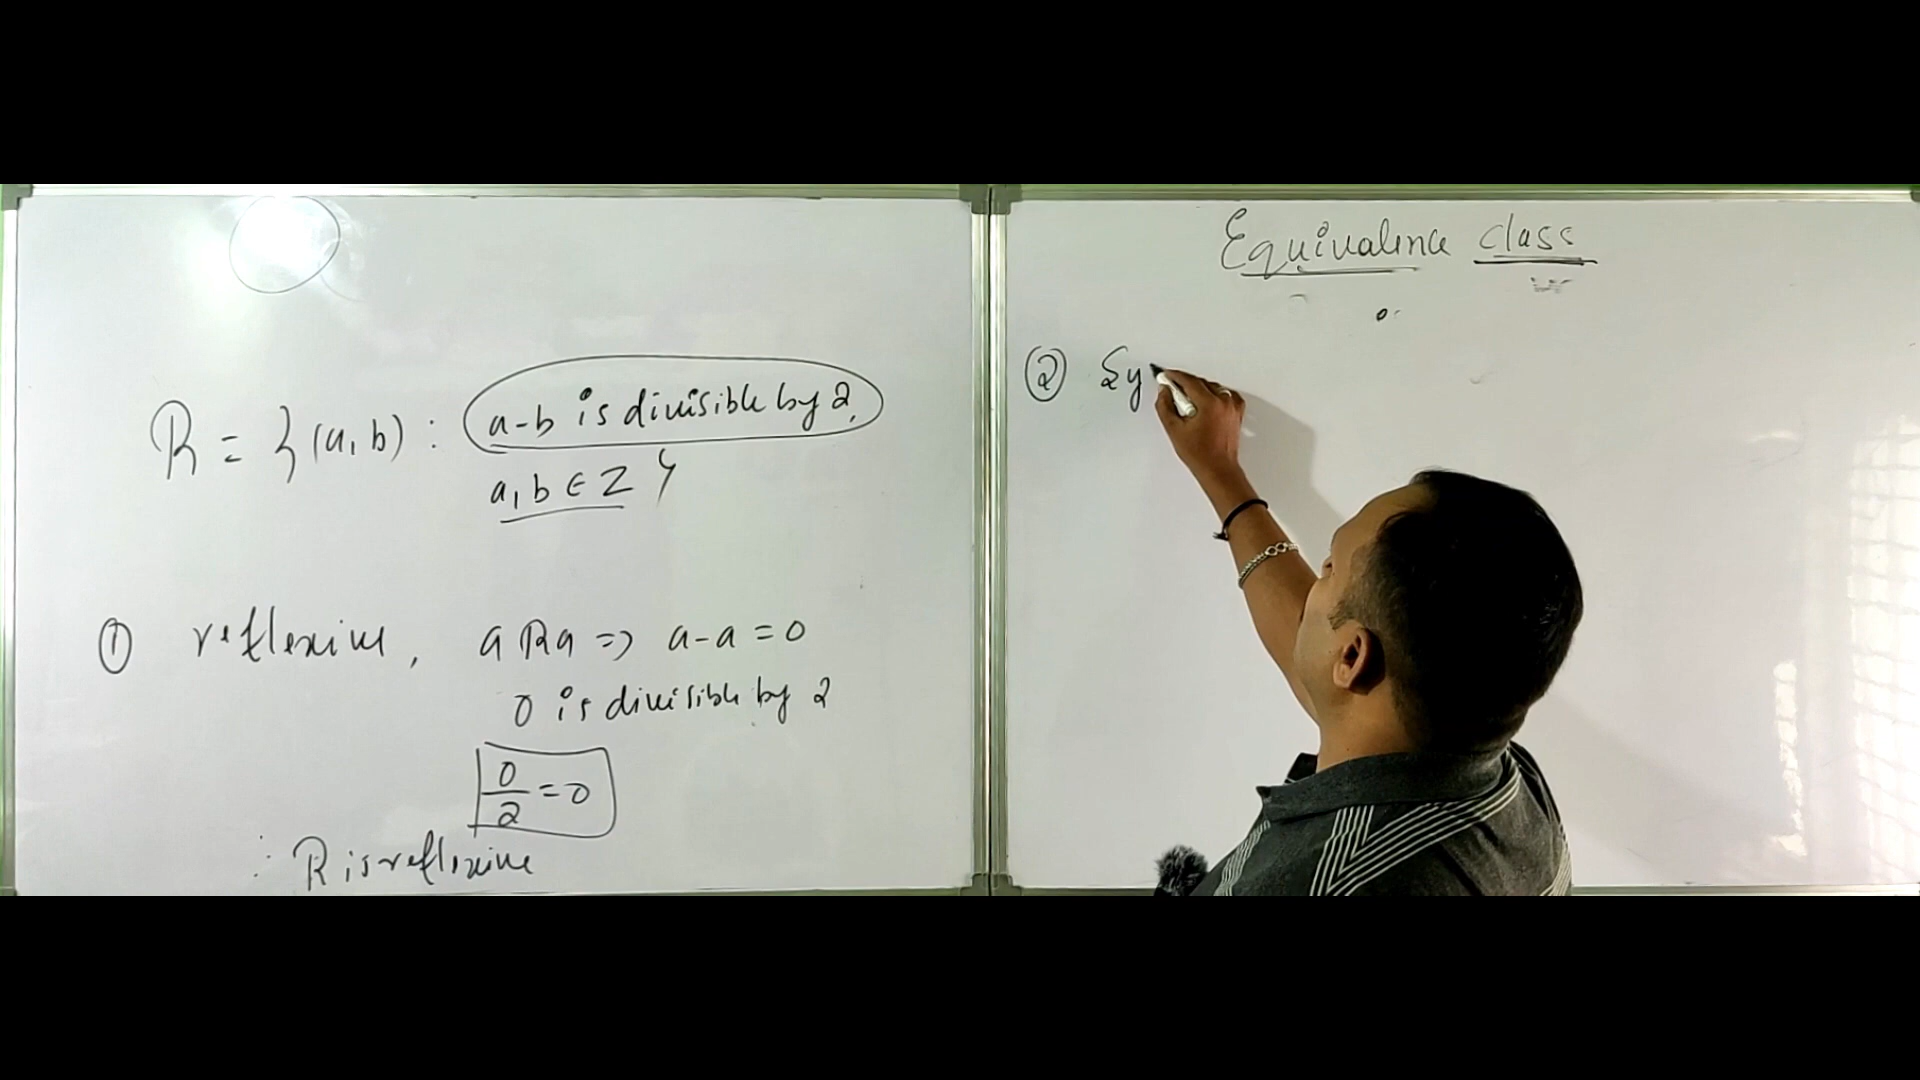 R = { (a, b) : a-b is divisible by 2,
a, b ∈ Z }
① reflexive, a R a => a-a = 0
0 is divisible by 2
0/2 = 0
∴ R is reflexive
Equivalence class
② Sy